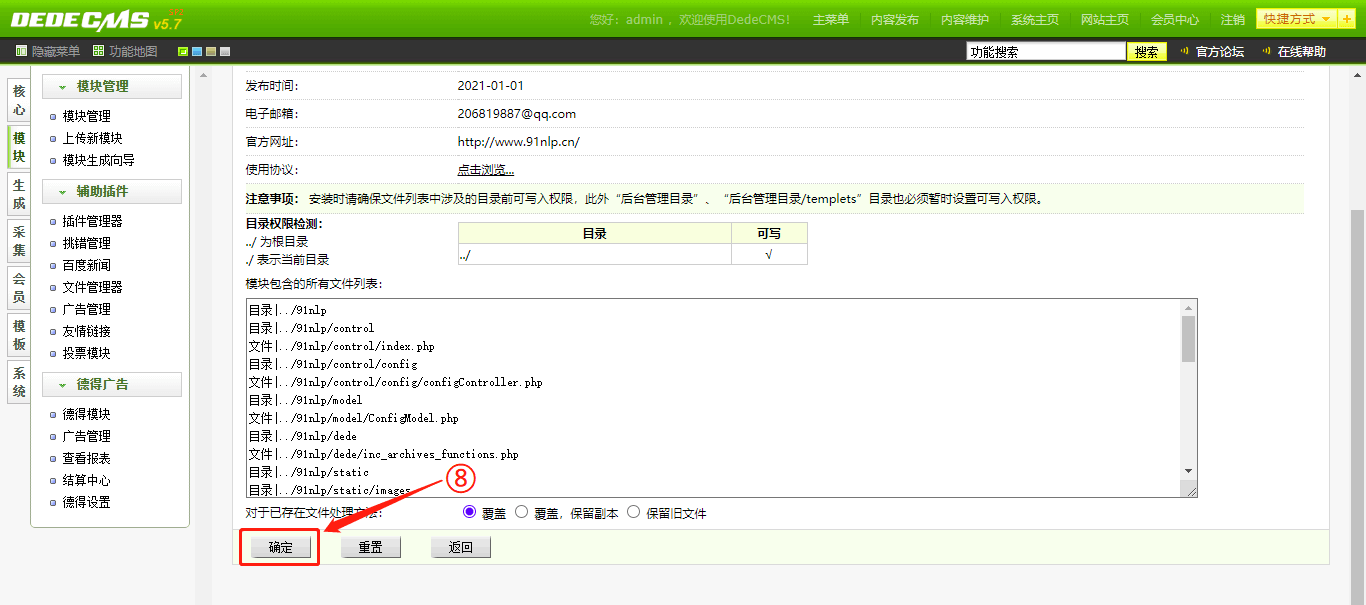 DEDECMS v5.7
您好：admin ，欢迎使用DedeCMS！ 主菜单 内容发布 内容维护 系统主页 网站主页 会员中心 注销 快捷方式 +
隐藏菜单 功能地图 功能搜索 搜索 官方论坛 在线帮助
核心
模块
生成
采集
会员
模板
系统
模块管理
模块管理
上传新模块
模块生成向导
辅助插件
插件管理器
挑错管理
百度新闻
文件管理器
广告管理
友情链接
投票模块
德得广告
德得模块
广告管理
查看报表
结算中心
德得设置
发布时间： 2021-01-01
电子邮箱： 206819887@qq.com
官方网址： http://www.91nlp.cn/
使用协议： 点击浏览...
注意事项： 安装时请确保文件列表中涉及的目录前可写入权限，此外“后台管理目录”、“后台管理目录/templets”目录也必须暂时设置可写入权限。
目录权限检测：
../ 为根目录
./ 表示当前目录
目录 可写
../ √
模块包含的所有文件列表：
目录|../91nlp
目录|../91nlp/control
文件|../91nlp/control/index.php
目录|../91nlp/control/config
文件|../91nlp/control/config/configController.php
目录|../91nlp/model
文件|../91nlp/model/ConfigModel.php
目录|../91nlp/dede
文件|../91nlp/dede/inc_archives_functions.php
目录|../91nlp/static
目录|../91nlp/static/images
⑧
对于已存在文件处理方法： 覆盖 覆盖，保留副本 保留旧文件
确定 重置 返回